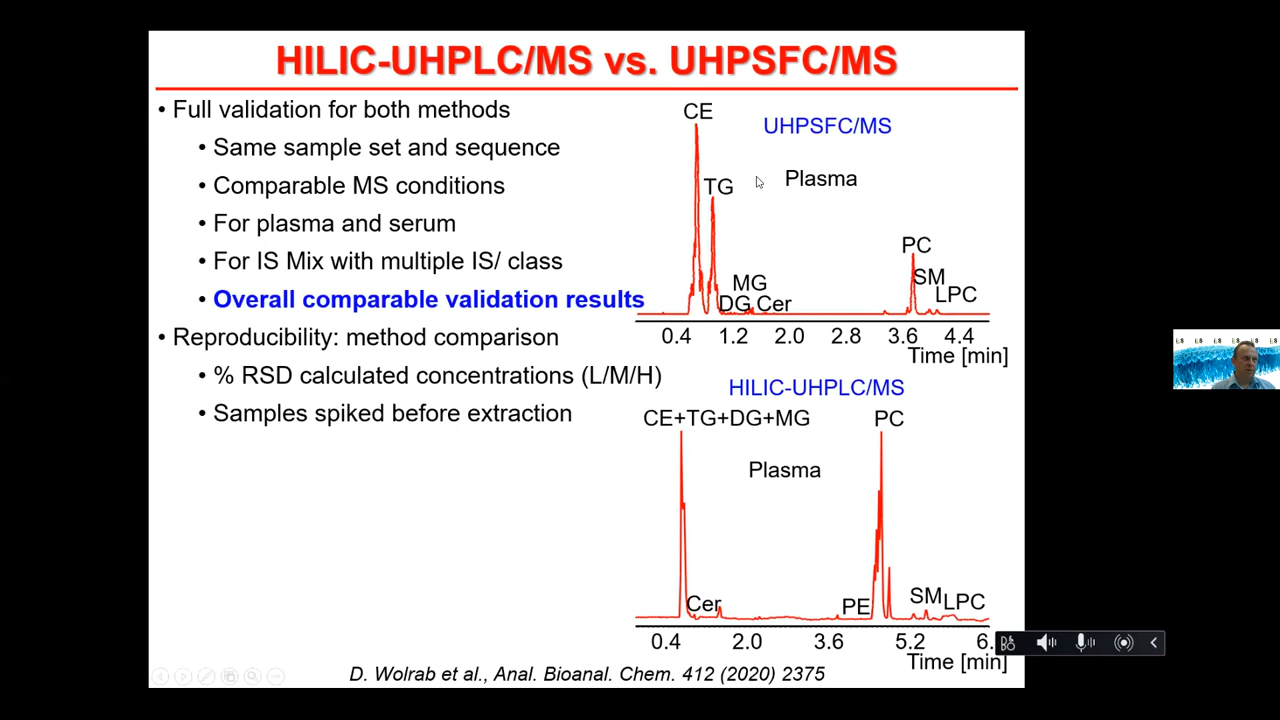 HILIC-UHPLC/MS vs. UHPSFC/MS
• Full validation for both methods
• Same sample set and sequence
• Comparable MS conditions
• For plasma and serum
• For IS Mix with multiple IS/ class
• Overall comparable validation results
• Reproducibility: method comparison
• % RSD calculated concentrations (L/M/H)
• Samples spiked before extraction
CE
UHPSFC/MS
TG
Plasma
PC
SM
MG
LPC
DG Cer
0.4 1.2 2.0 2.8 3.6 4.4
Time [min]
HILIC-UHPLC/MS
CE+TG+DG+MG
PC
Plasma
Cer
PE
SM
LPC
0.4 2.0 3.6 5.2 6.
Time [min]
D. Wolrab et al., Anal. Bioanal. Chem. 412 (2020) 2375